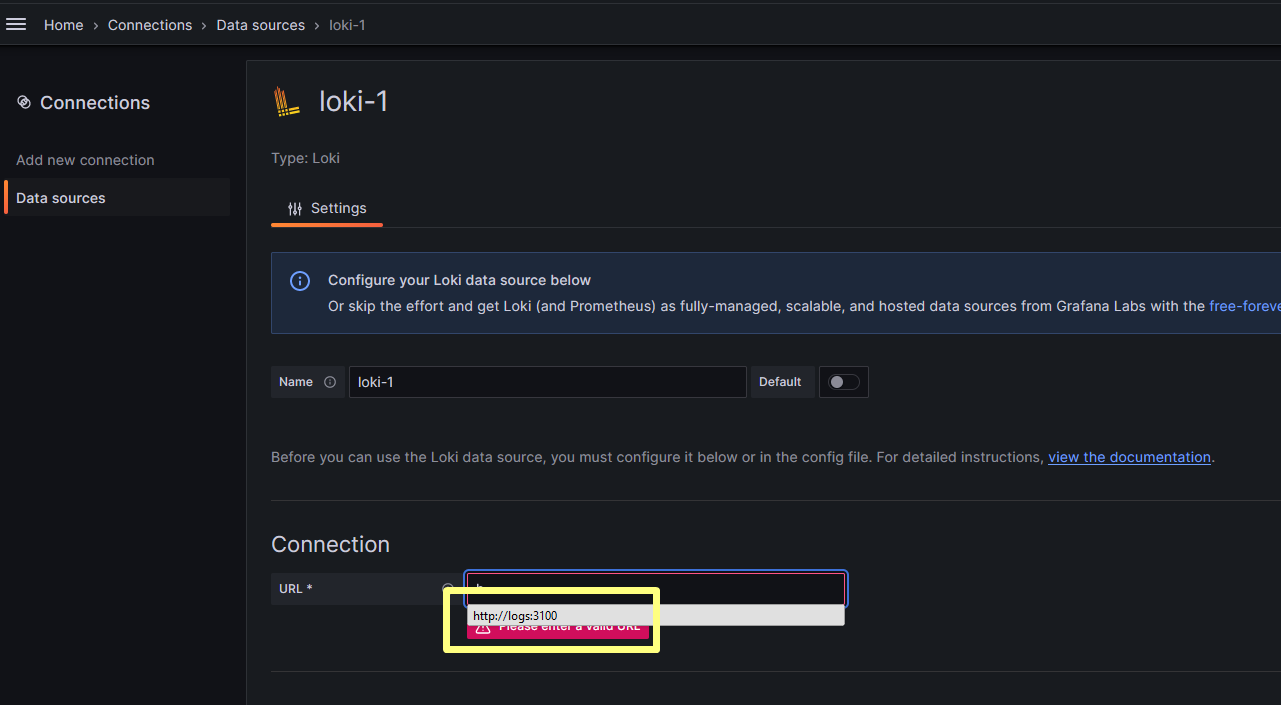 Home › Connections › Data sources › loki-1
Connections
Add new connection
Data sources
loki-1
Type: Loki
Settings
Configure your Loki data source below
Or skip the effort and get Loki (and Prometheus) as fully-managed, scalable, and hosted data sources from Grafana Labs with the free-foreve
Name loki-1 Default
Before you can use the Loki data source, you must configure it below or in the config file. For detailed instructions, view the documentation.
Connection
URL * h
http://logs:3100
Please enter a valid URL